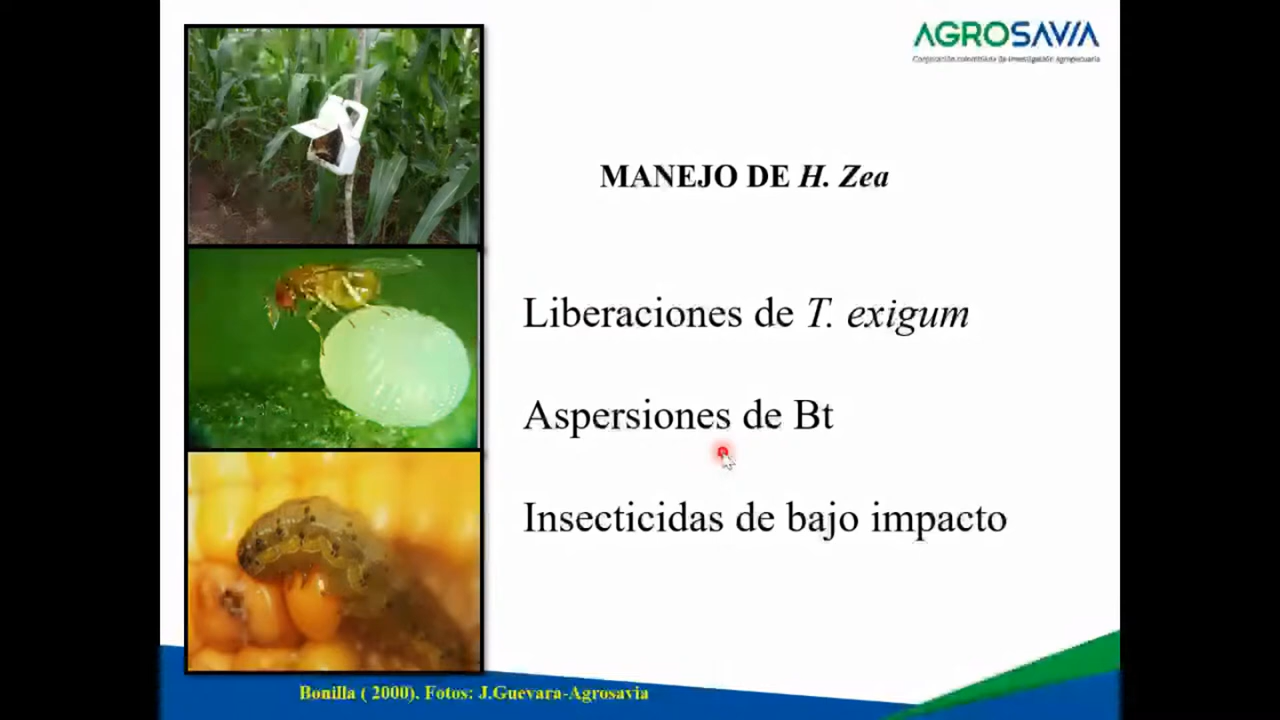 AGROSAVIA
Corporación colombiana de investigación agropecuaria
MANEJO DE H. Zea
Liberaciones de T. exigum
Aspersiones de Bt
Insecticidas de bajo impacto
Bonilla ( 2000). Fotos: J.Guevara-Agrosavia